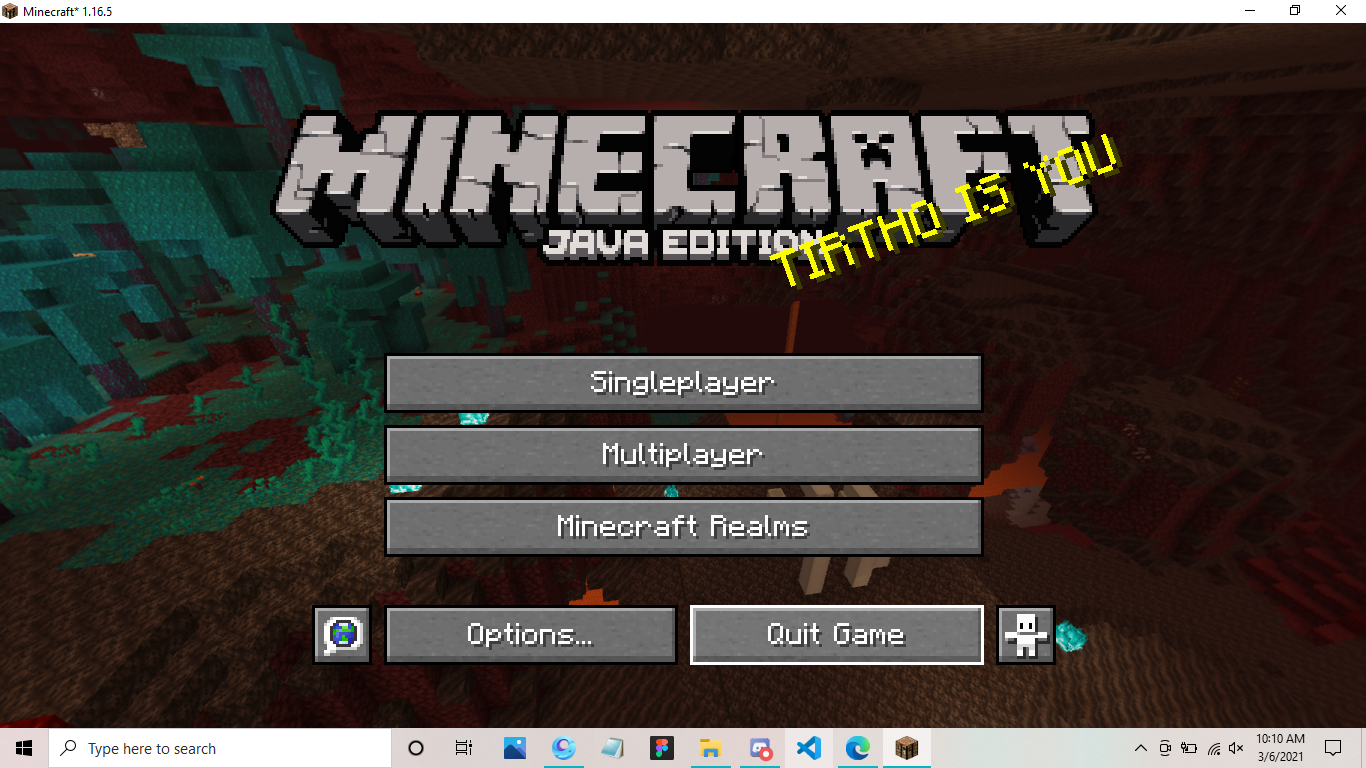 Minecraft* 1.16.5
MINECRAFT
JAVA EDITION
TIRTHO IS YOU
Singleplayer
Multiplayer
Minecraft Realms
Options...
Quit Game
Type here to search
10:10 AM
3/6/2021